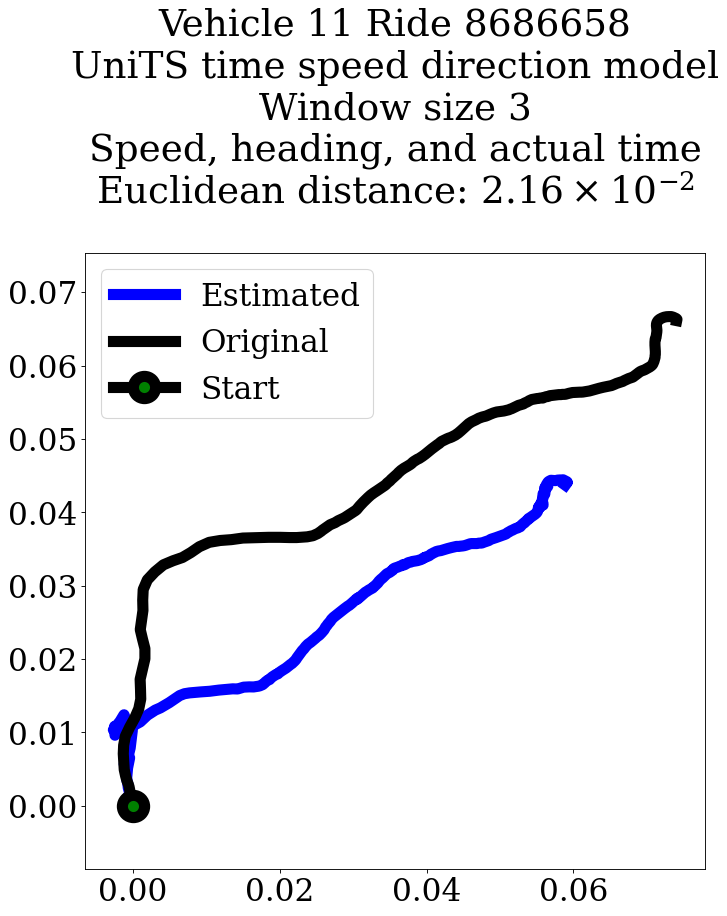 Vehicle 11 Ride 8686658
UniTS time speed direction model
Window size 3
Speed, heading, and actual time
Euclidean distance: 2.16 × 10⁻²
Estimated
Original
Start
0.07
0.06
0.05
0.04
0.03
0.02
0.01
0.00
0.00 0.02 0.04 0.06